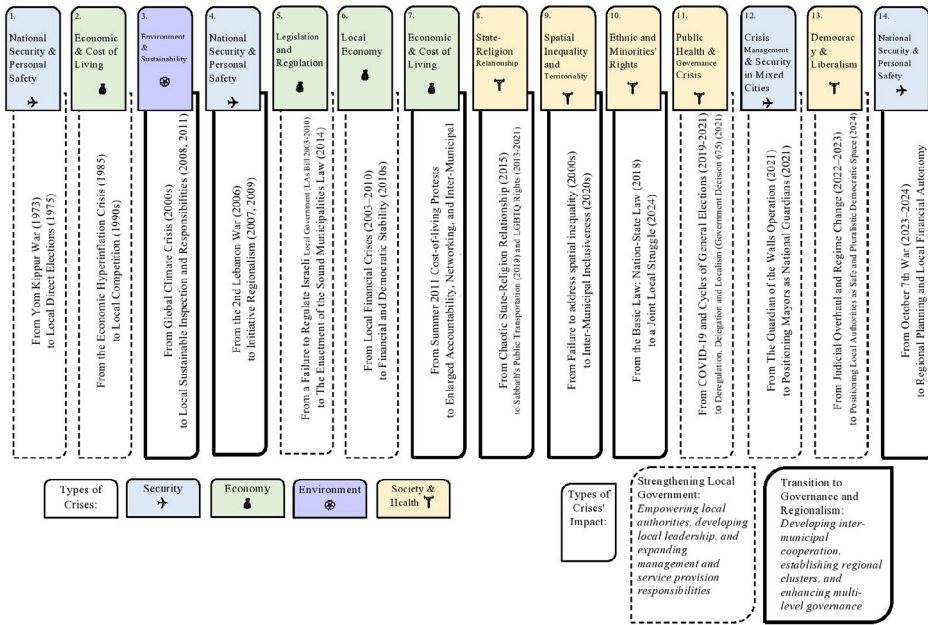 1.
National
Security &
Personal
Safety
From Yom Kippur War (1973)
to Local Direct Elections (1975)
2.
Economic
& Cost of
Living
From the Economic Hyperinflation Crisis (1985)
to Local Competition (1990s)
3.
Environment
&
Sustainability
From Global Climate Crisis (2000s)
to Local Sustainable Inspection and Responsibilities (2008, 2011)
4.
National
Security &
Personal
Safety
From the 2nd Lebanon War (2006)
to Initiative Regionalism (2007, 2009)
5.
Legislation
and
Regulation
From a Failure to Regulate Israeli Local Government (LAs Bill 2003-2010)
to The Enactment of the Sound Municipalities Law (2014)
6.
Local
Economy
From Local Financial Crises (2003–2010)
to Financial and Democratic Stability (2010s)
7.
Economic
& Cost of
Living
From Summer 2011 Cost-of-living Protests
to Enlarged Accountability, Networking, and Inter-Municipal
8.
State-
Religion
Relationship
From Chaotic State-Religion Relationship (2015)
to Sabbath's Public Transportation (2019) and LGBTQ Rights (2013-2021)
9.
Spatial
Inequality
and
Territoriality
From Failure to address spatial inequality (2000s)
to Inter-Municipal Inclusiveness (2020s)
10.
Ethnic and
Minorities'
Rights
From the Basic Law: Nation-State Law (2018)
to a Joint Local Struggle (2024)
11.
Public
Health &
Governance
Crisis
From COVID-19 and Cycles of General Elections (2019-2021)
to Deregulation, Delegation and Localism (Government Decision 675) (2021)
12.
Crisis
Management
& Security
in Mixed
Cities
From The Guardian of the Walls Operation (2021)
to Positioning Mayors as National Guardians (2021)
13.
Democrac
y &
Liberalism
From Judicial Overhaul and Regime Change (2022–2023)
to Positioning Local Authorities as Safe and Pluralistic Democratic Space (2024)
14.
National
Security &
Personal
Safety
From October 7th War (2023–2024)
to Regional Planning and Local Financial Autonomy
Types of
Crises:
Security
Economy
Environment
Society &
Health
Types of
Crises'
Impact:
Strengthening Local
Government:
Empowering local
authorities, developing
local leadership, and
expanding
management and
service provision
responsibilities
Transition to
Governance and
Regionalism:
Developing inter-
municipal
cooperation,
establishing regional
clusters, and
enhancing multi-
level governance